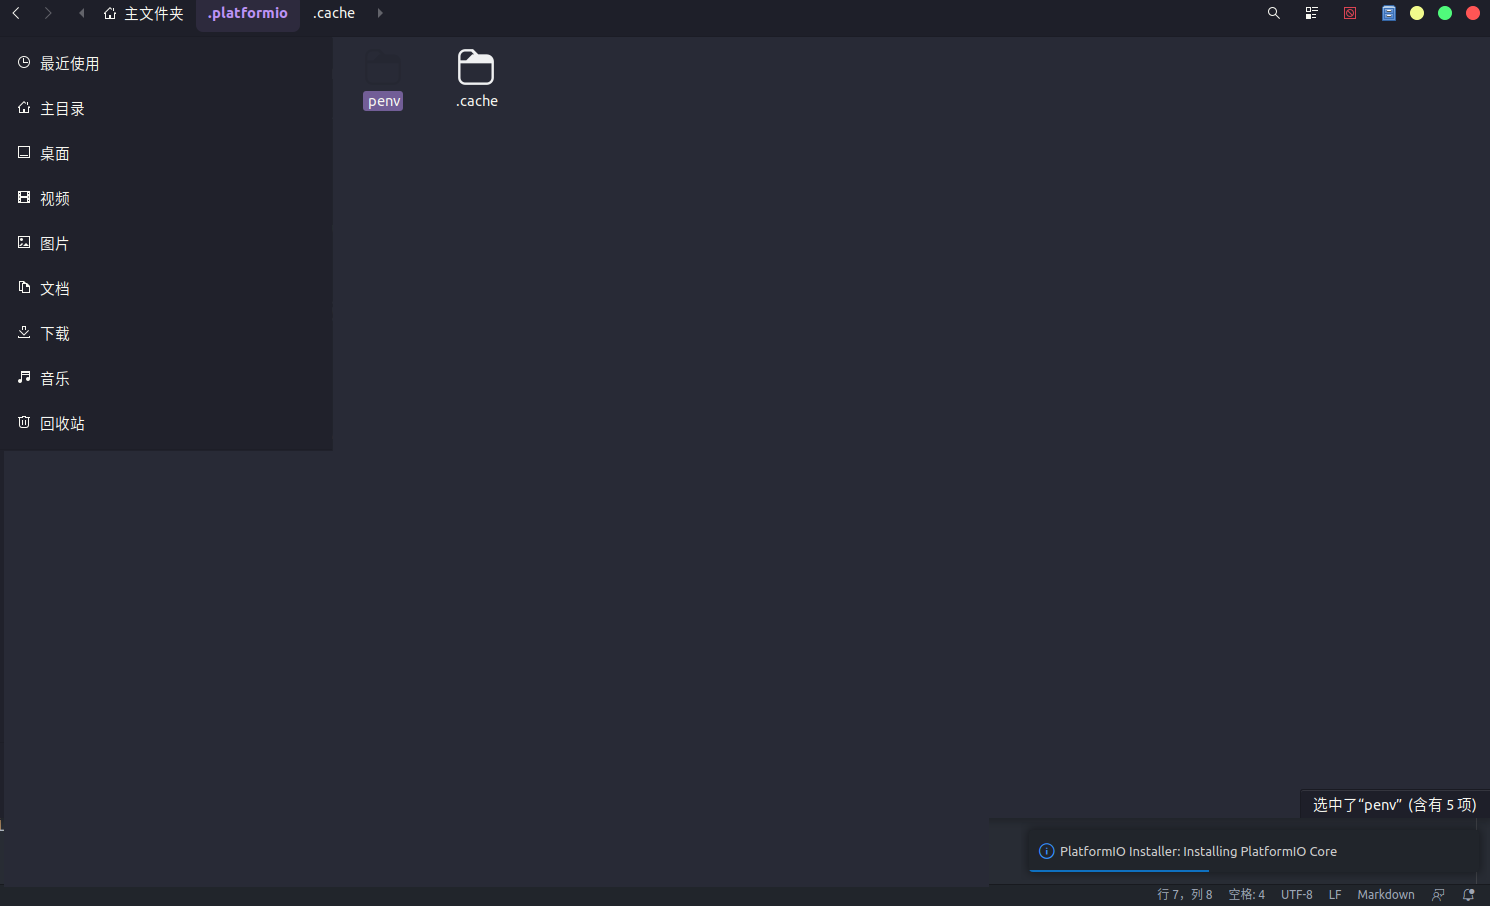 主文件夹 .platformio .cache
最近使用
主目录
桌面
视频
图片
文档
下载
音乐
回收站
penv .cache
选中了“penv” (含有 5 项)
PlatformIO Installer: Installing PlatformIO Core
行 7，列 8 空格: 4 UTF-8 LF Markdown